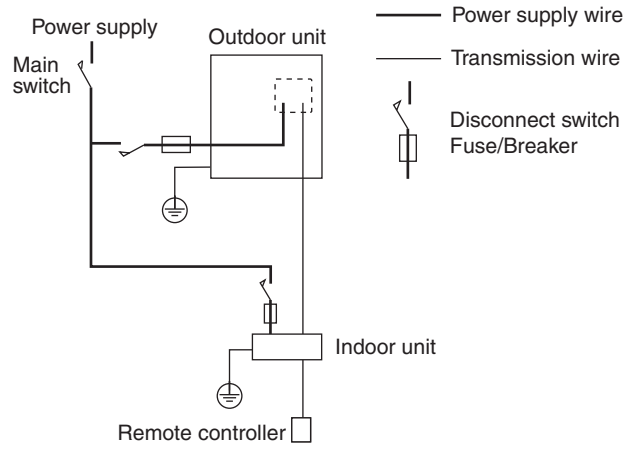 Power supply
Main
switch
Outdoor unit
Power supply wire
Transmission wire
Disconnect switch
Fuse/Breaker
Indoor unit
Remote controller